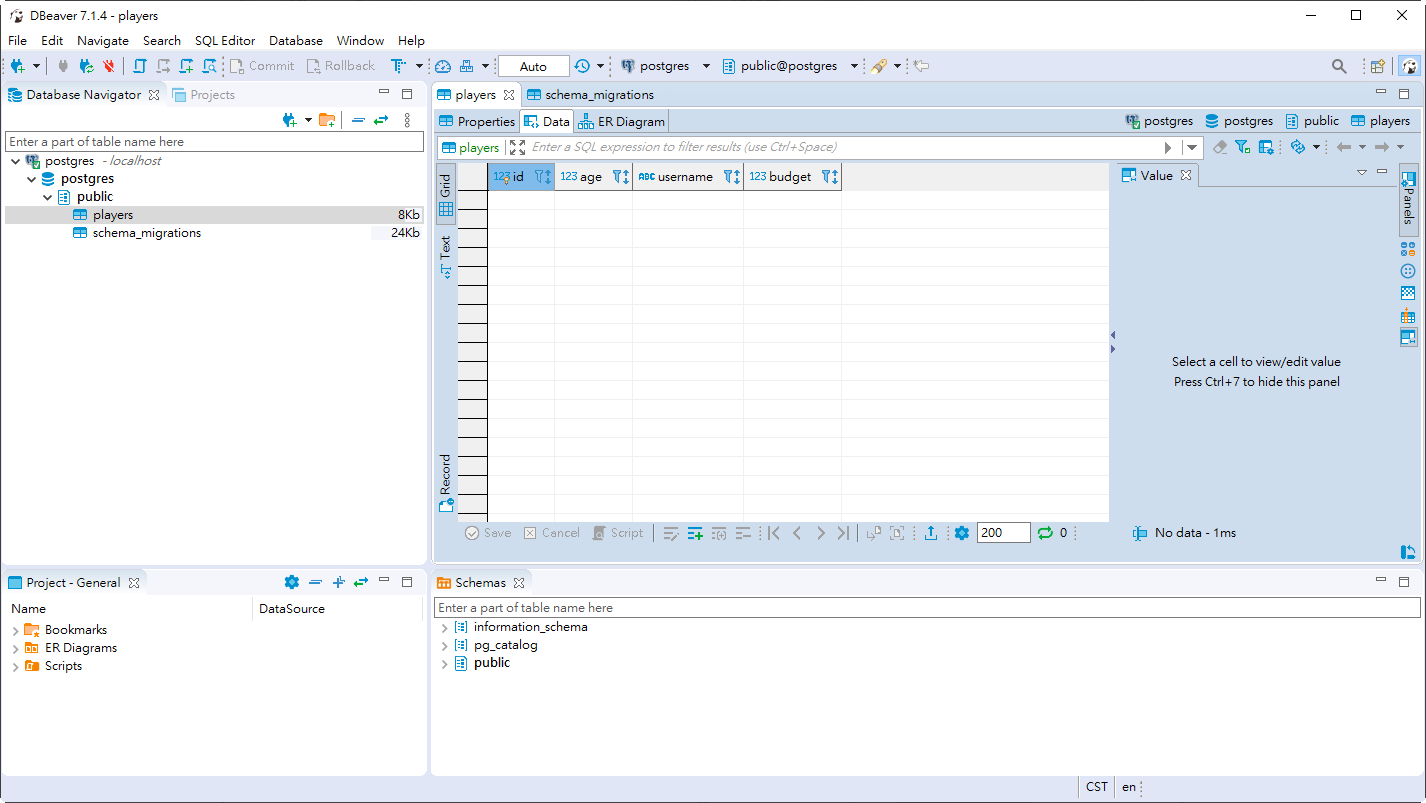 DBeaver 7.1.4 - players
File Edit Navigate Search SQL Editor Database Window Help
Commit Rollback Auto postgres public@postgres
Database Navigator Projects
Enter a part of table name here
postgres - localhost
postgres
public
players 8Kb
schema_migrations 24Kb
players schema_migrations
Properties Data ER Diagram postgres postgres public players
players Enter a SQL expression to filter results (use Ctrl+Space)
Grid
Text
Record
123 id 123 age ABC username 123 budget
Value
Panels
Select a cell to view/edit value
Press Ctrl+7 to hide this panel
Save Cancel Script 200 0 No data - 1ms
Project - General
Name DataSource
Bookmarks
ER Diagrams
Scripts
Schemas
Enter a part of table name here
information_schema
pg_catalog
public
CST en